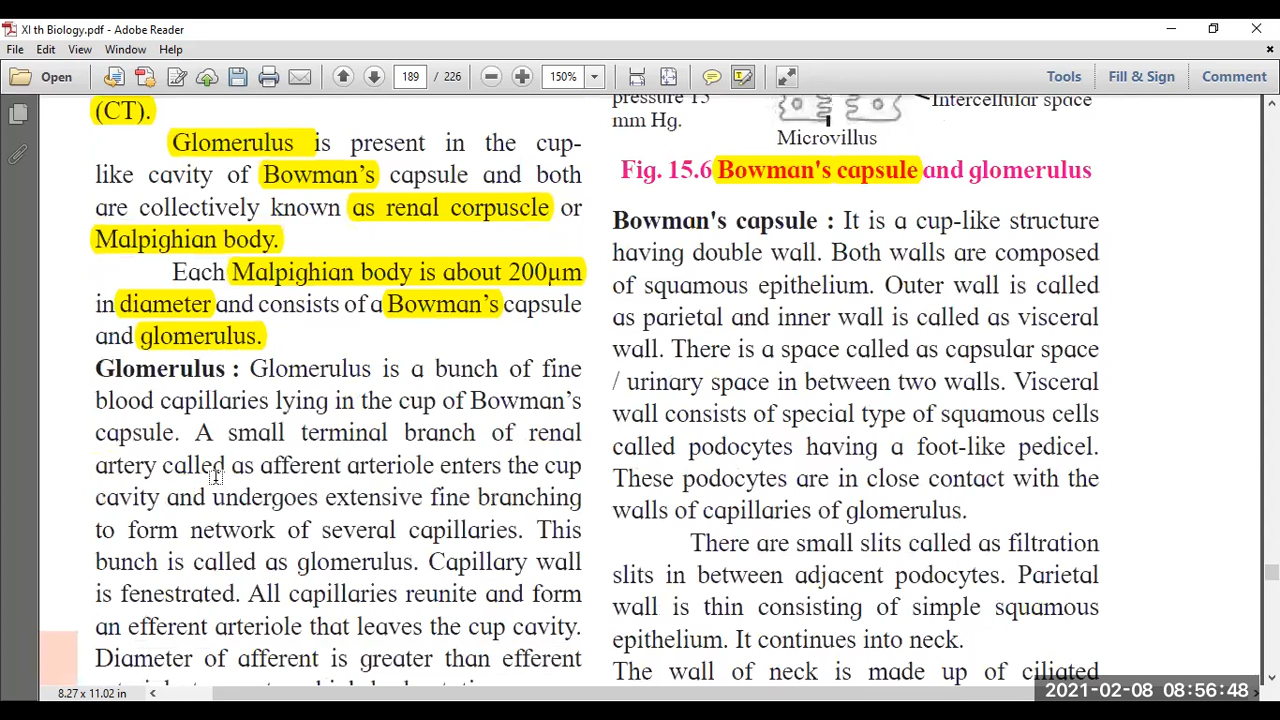 XI th Biology.pdf - Adobe Reader
File Edit View Window Help
Open 189 / 226 150% Tools Fill & Sign Comment
(CT).
Glomerulus is present in the cup-
like cavity of Bowman's capsule and both
are collectively known as renal corpuscle or
Malpighian body.
Each Malpighian body is about 200µm
in diameter and consists of a Bowman's capsule
and glomerulus.
Glomerulus : Glomerulus is a bunch of fine
blood capillaries lying in the cup of Bowman's
capsule. A small terminal branch of renal
artery called as afferent arteriole enters the cup
cavity and undergoes extensive fine branching
to form network of several capillaries. This
bunch is called as glomerulus. Capillary wall
is fenestrated. All capillaries reunite and form
an efferent arteriole that leaves the cup cavity.
Diameter of afferent is greater than efferent
pressure 15
mm Hg.
Intercellular space
Microvillus
Fig. 15.6 Bowman's capsule and glomerulus
Bowman's capsule : It is a cup-like structure
having double wall. Both walls are composed
of squamous epithelium. Outer wall is called
as parietal and inner wall is called as visceral
wall. There is a space called as capsular space
/ urinary space in between two walls. Visceral
wall consists of special type of squamous cells
called podocytes having a foot-like pedicel.
These podocytes are in close contact with the
walls of capillaries of glomerulus.
There are small slits called as filtration
slits in between adjacent podocytes. Parietal
wall is thin consisting of simple squamous
epithelium. It continues into neck.
The wall of neck is made up of ciliated
8.27 x 11.02 in
2021-02-08 08:56:48